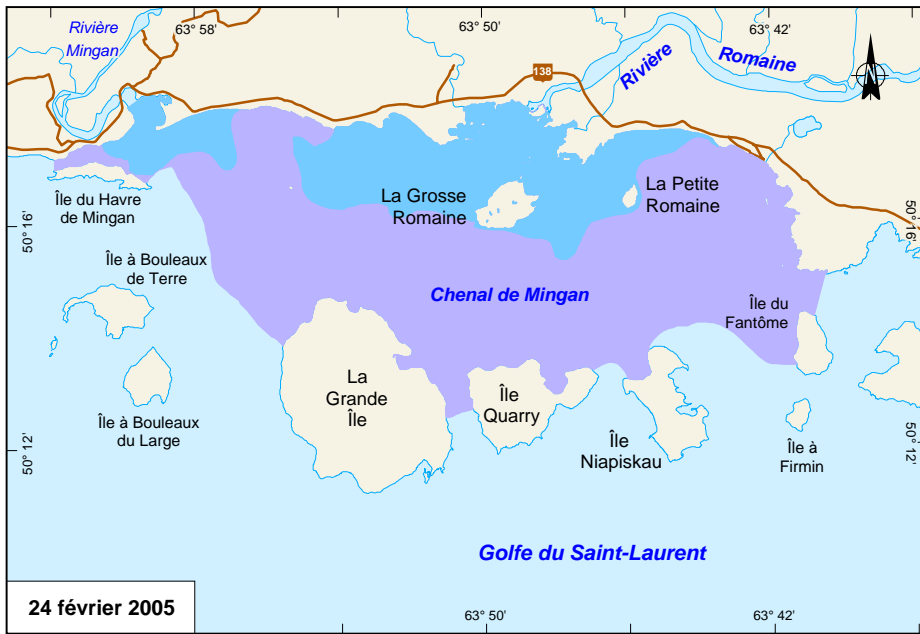 63° 58'
63° 50'
63° 42'
Rivière
Mingan
138
Rivière
Romaine
Île du Havre
de Mingan
La Grosse
Romaine
La Petite
Romaine
50° 16'
50° 16'
Île à Bouleaux
de Terre
Chenal de Mingan
Île du
Fantôme
La
Grande
Île
Île
Quarry
Île à Bouleaux
du Large
Île
Niapiskau
Île à
Firmin
50° 12'
50° 12'
Golfe du Saint-Laurent
24 février 2005
63° 50'
63° 42'